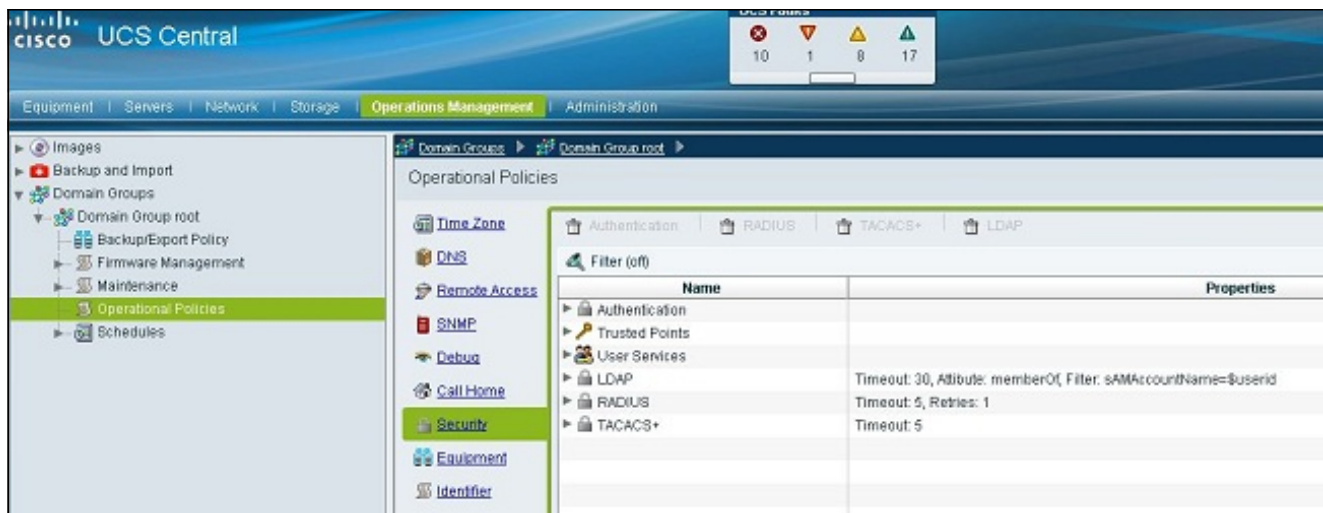 UCS Faults
CISCO UCS Central
10 1 8 17
Equipment Servers Network Storage Operations Management Administration
Images
Backup and Import
Domain Groups
Domain Group root
Backup/Export Policy
Firmware Management
Maintenance
Operational Policies
Schedules
Domain Groups Domain Group root
Operational Policies
Time Zone
DNS
Remote Access
SNMP
Debug
Call Home
Security
Equipment
Identifier
Authentication RADIUS TACACS+ LDAP
Filter (off)
Name Properties
Authentication
Trusted Points
User Services
LDAP Timeout: 30, Attibute: memberOf, Filter: sAMAccountName=$userid
RADIUS Timeout: 5, Retries: 1
TACACS+ Timeout: 5